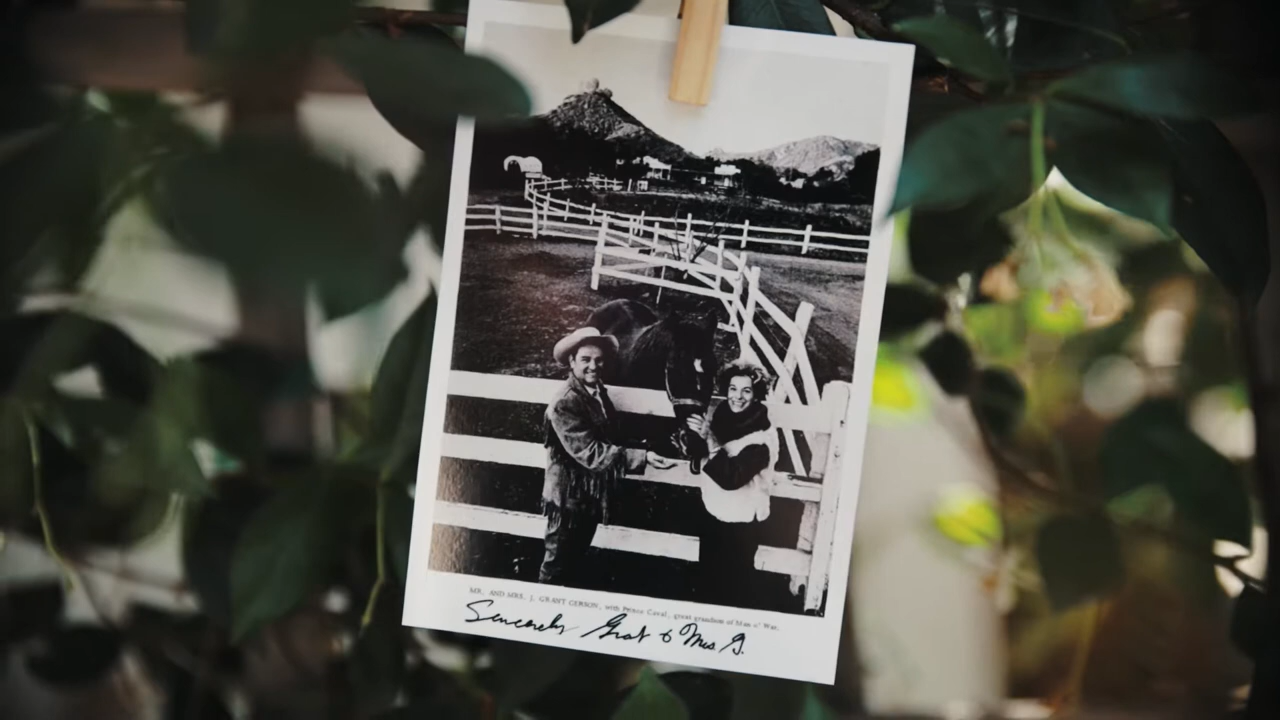 MR. AND MRS. J. GRANT GERSON, with Prince Caval, great grandson of Man o' War.
Sincerely Grant & Mrs. G.